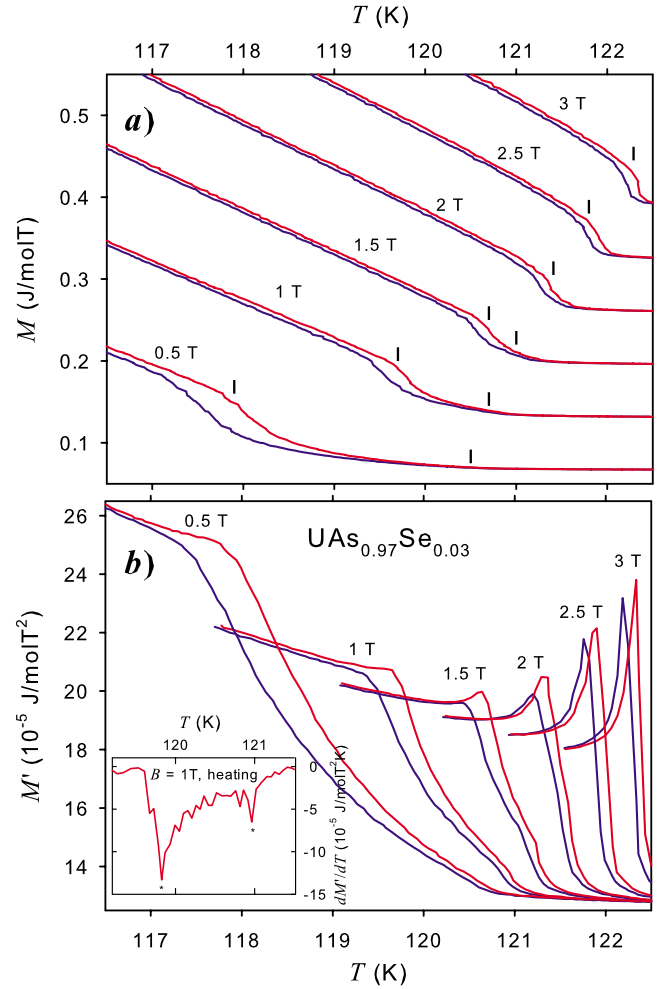 T (K)
117 118 119 120 121 122
a)
3 T
0.5
2.5 T
0.4
2 T
M (J/molT)
0.3
1.5 T
1 T
0.2
0.5 T
0.1
26
0.5 T
UAs0.97Se0.03
b)
3 T
24
2.5 T
22
1 T
1.5 T
2 T
20
M' (10-5 J/molT2)
18
16
14
T (K)
120 121
B = 1T, heating
0
-5
-10
-15
dM'/dT (10-5 J/molT2K)
*
*
117 118 119 120 121 122
T (K)